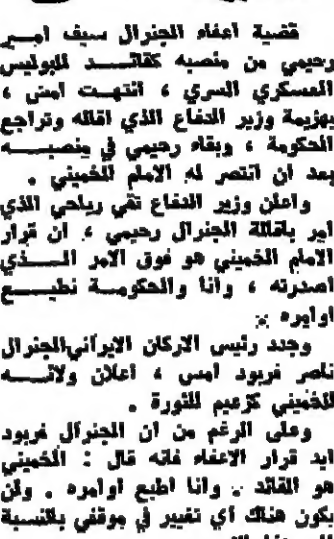 قضية اعفاء الجنرال سيف امير
رحيمي من منصبه كقائد للبوليس
العسكري السري ، انتهت امس ،
بهزيمة وزير الدفاع الذي اقاله وتراجع
الحكومة ، وبقاء رحيمي في منصبه
بعد ان انتصر له الامام الخميني .
واعلن وزير الدفاع تقي رياحي الذي
امر باقالة الجنرال رحيمي ، ان قرار
الامام الخميني هو فوق الامر الذي
اصدرته ، وانا والحكومة نطيع
اوامره .
وجدد رئيس الاركان الايراني الجنرال
ناصر فربود امس ، اعلان ولائه
للخميني كزعيم للثورة .
وعلى الرغم من ان الجنرال فربود
ايد قرار الاعفاء فانه قال : الخميني
هو القائد .. وانا اطيع اوامره . ولن
يكون هناك أي تغيير في موقفي بالنسبة